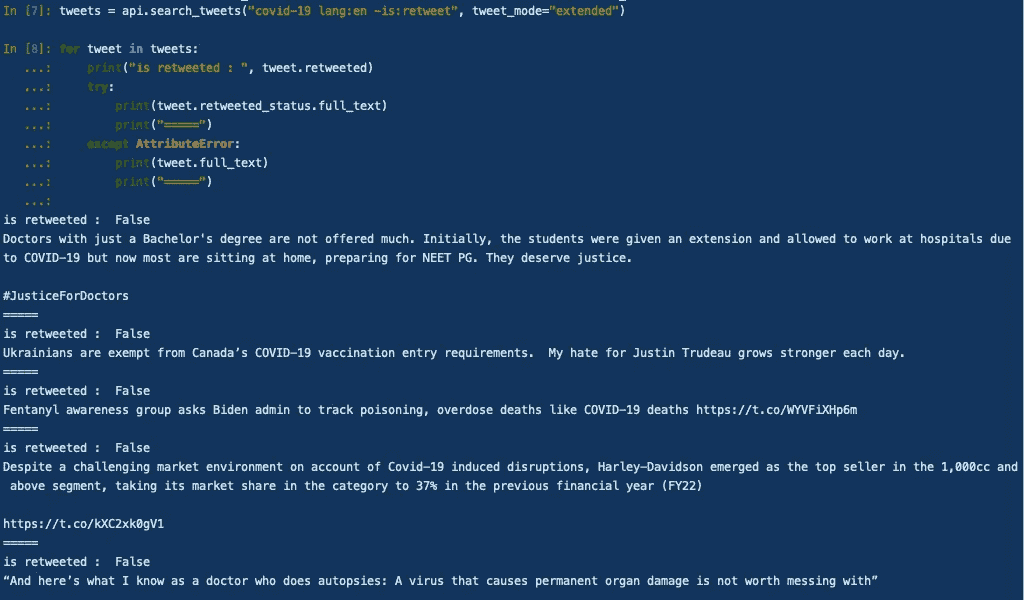 In [7]: tweets = api.search_tweets("covid-19 lang:en -is:retweet", tweet_mode="extended")
In [8]: for tweet in tweets:
...: print("is retweeted : ", tweet.retweeted)
...: try:
...: print(tweet.retweeted_status.full_text)
...: print("=====")
...: except AttributeError:
...: print(tweet.full_text)
...: print("=====")
...:
is retweeted :  False
Doctors with just a Bachelor's degree are not offered much. Initially, the students were given an extension and allowed to work at hospitals due
to COVID-19 but now most are sitting at home, preparing for NEET PG. They deserve justice.
#JusticeForDoctors
=====
is retweeted :  False
Ukrainians are exempt from Canada’s COVID-19 vaccination entry requirements.  My hate for Justin Trudeau grows stronger each day.
=====
is retweeted :  False
Fentanyl awareness group asks Biden admin to track poisoning, overdose deaths like COVID-19 deaths https://t.co/WYVFiXHp6m
=====
is retweeted :  False
Despite a challenging market environment on account of Covid-19 induced disruptions, Harley-Davidson emerged as the top seller in the 1,000cc and
above segment, taking its market share in the category to 37% in the previous financial year (FY22)
https://t.co/kXC2xk0gV1
=====
is retweeted :  False
“And here’s what I know as a doctor who does autopsies: A virus that causes permanent organ damage is not worth messing with”